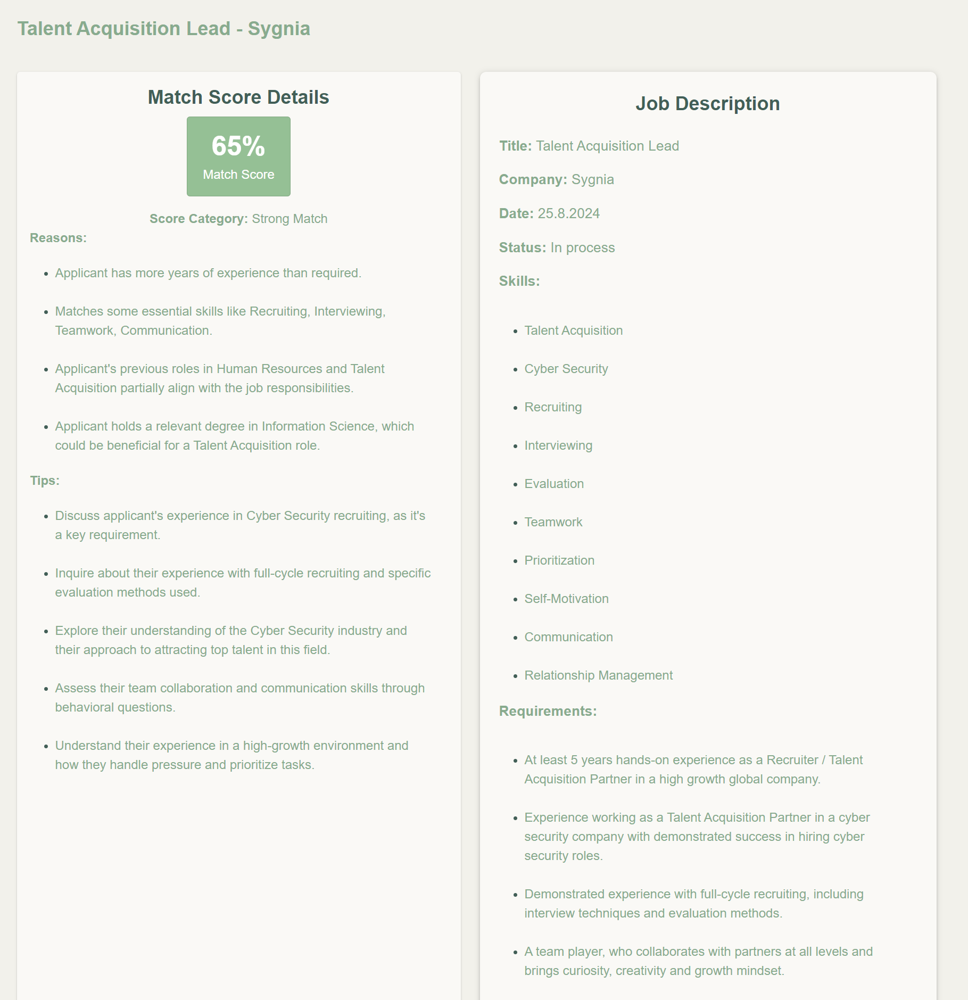 Talent Acquisition Lead - Sygnia
Match Score Details
65%
Match Score
Score Category: Strong Match
Reasons:
Applicant has more years of experience than required.
Matches some essential skills like Recruiting, Interviewing,
Teamwork, Communication.
Applicant's previous roles in Human Resources and Talent
Acquisition partially align with the job responsibilities.
Applicant holds a relevant degree in Information Science, which
could be beneficial for a Talent Acquisition role.
Tips:
Discuss applicant's experience in Cyber Security recruiting, as it's
a key requirement.
Inquire about their experience with full-cycle recruiting and specific
evaluation methods used.
Explore their understanding of the Cyber Security industry and
their approach to attracting top talent in this field.
Assess their team collaboration and communication skills through
behavioral questions.
Understand their experience in a high-growth environment and
how they handle pressure and prioritize tasks.
Job Description
Title: Talent Acquisition Lead
Company: Sygnia
Date: 25.8.2024
Status: In process
Skills:
Talent Acquisition
Cyber Security
Recruiting
Interviewing
Evaluation
Teamwork
Prioritization
Self-Motivation
Communication
Relationship Management
Requirements:
At least 5 years hands-on experience as a Recruiter / Talent
Acquisition Partner in a high growth global company.
Experience working as a Talent Acquisition Partner in a cyber
security company with demonstrated success in hiring cyber
security roles.
Demonstrated experience with full-cycle recruiting, including
interview techniques and evaluation methods.
A team player, who collaborates with partners at all levels and
brings curiosity, creativity and growth mindset.